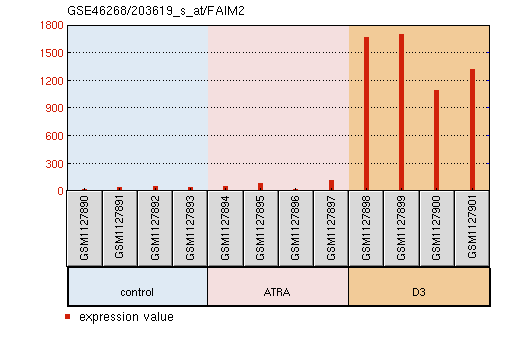 GSE46268/203619_s_at/FAIM2
1800
1500
1200
900
600
300
0
GSM1127890
GSM1127891
GSM1127892
GSM1127893
GSM1127894
GSM1127895
GSM1127896
GSM1127897
GSM1127898
GSM1127899
GSM1127900
GSM1127901
control
ATRA
D3
expression value